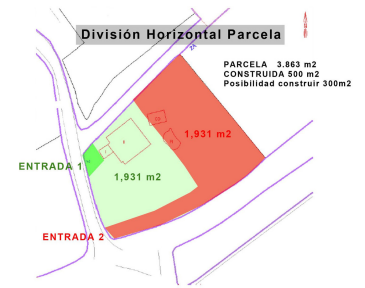 División Horizontal Parcela
PARCELA 3.863 m2
CONSTRUIDA 500 m2
Posibilidad construir 300m2
1,931 m2
ENTRADA 1
1,931 m2
ENTRADA 2